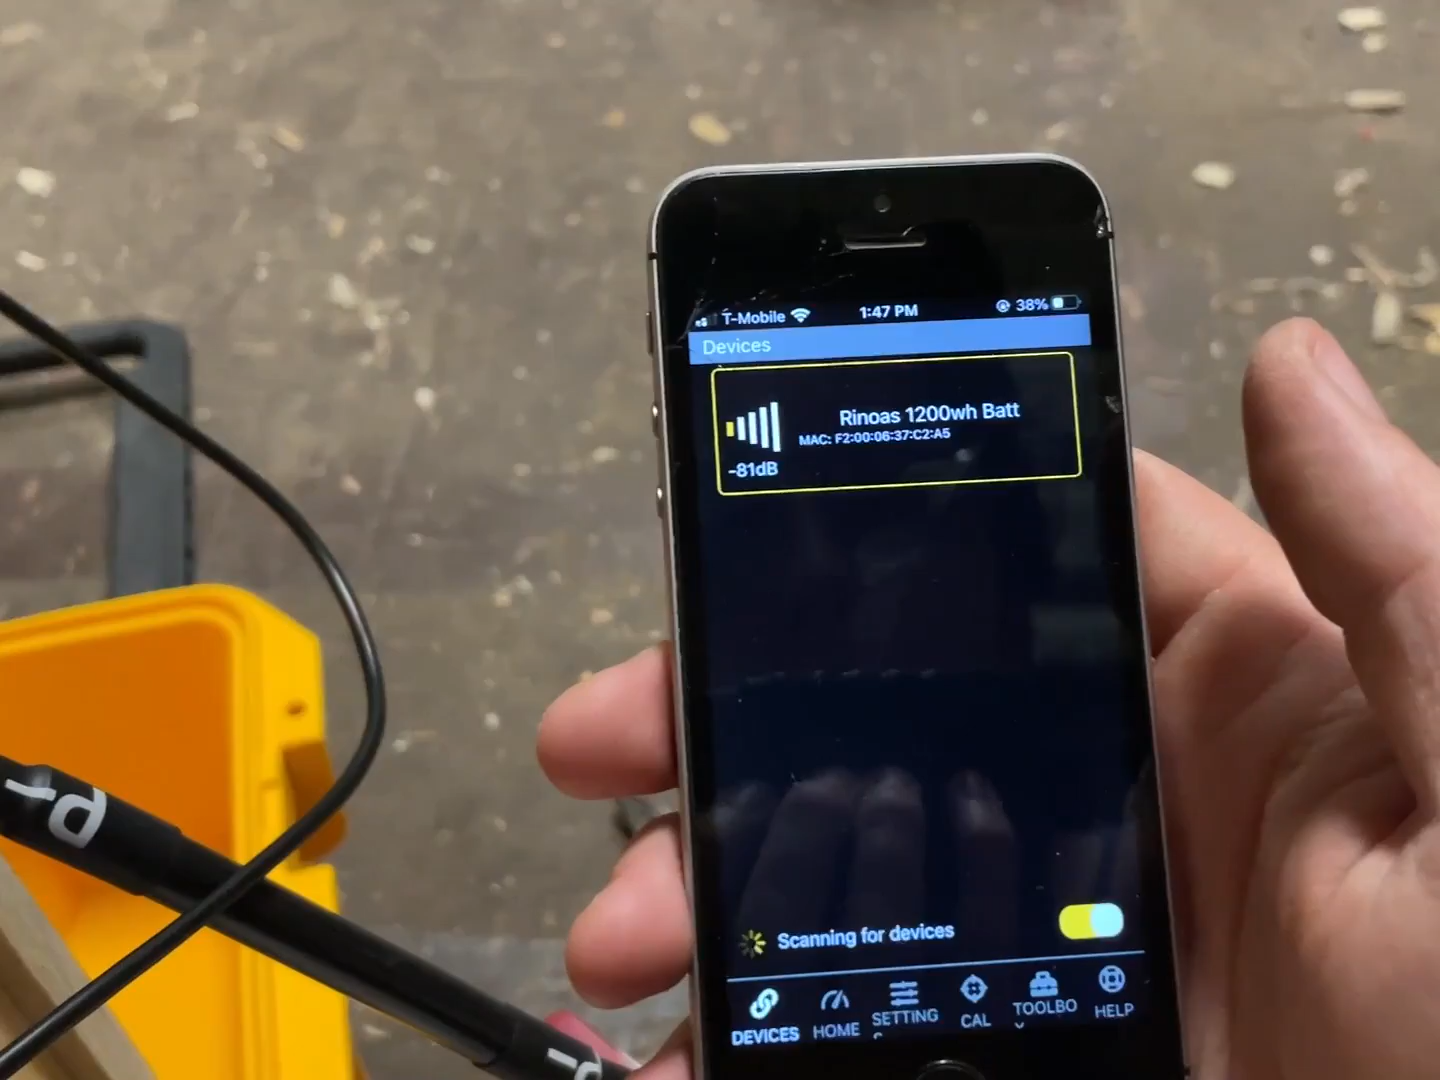 T-Mobile 1:47 PM 38%
Devices
Rinoas 1200wh Batt
MAC: F2:00:06:37:C2:A5
-81dB
Scanning for devices
DEVICES HOME SETTING CAL TOOLBO HELP